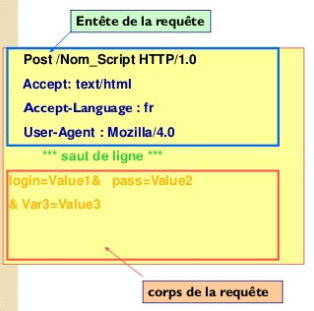 Entête de la requête
Post /Nom_Script HTTP/1.0
Accept: text/html
Accept-Language : fr
User-Agent : Mozilla/4.0
*** saut de ligne ***
login=Value1& pass=Value2
& Var3=Value3
corps de la requête